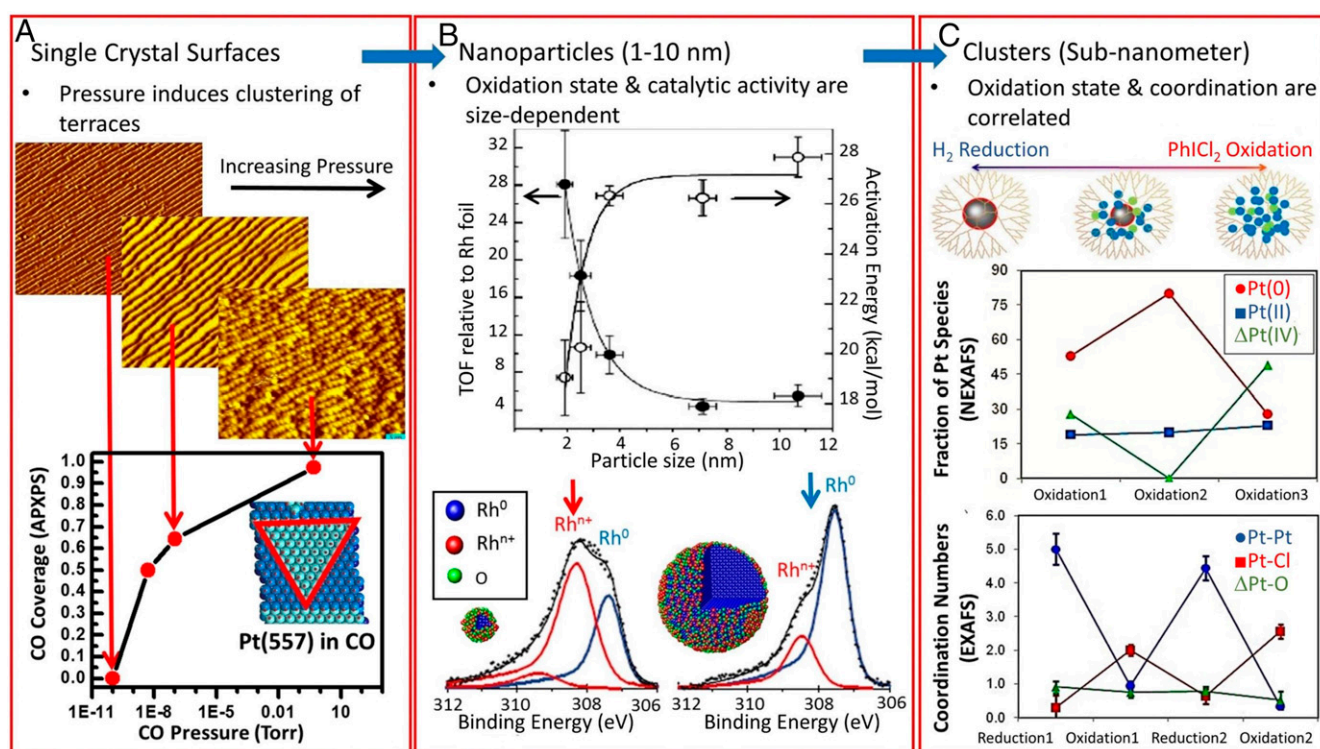 A
Single Crystal Surfaces
• Pressure induces clustering of
terraces
Increasing Pressure
CO Coverage (APXPS)
1.0
0.9
0.8
0.7
0.6
0.5
0.4
0.3
0.2
0.1
0.0
Pt(557) in CO
1E-11 1E-8 1E-5 0.01 10
CO Pressure (Torr)
B
Nanoparticles (1-10 nm)
• Oxidation state & catalytic activity are
size-dependent
TOF relative to Rh foil
32
28
24
20
16
12
8
4
Activation Energy (kcal/mol)
28
26
24
22
20
18
0 2 4 6 8 10 12
Particle size (nm)
Rh0
Rhn+
O
Rhn+
Rh0
312 310 308 306
Binding Energy (eV)
Rh0
Rhn+
312 310 308 306
Binding Energy (eV)
C
Clusters (Sub-nanometer)
• Oxidation state & coordination are
correlated
H2 Reduction
PhICl2 Oxidation
Fraction of Pt Species
(NEXAFS)
90
75
60
45
30
15
0
Pt(0)
Pt(II)
Pt(IV)
Oxidation1 Oxidation2 Oxidation3
Coordination Numbers
(EXAFS)
6.0
5.0
4.0
3.0
2.0
1.0
0.0
Pt-Pt
Pt-Cl
Pt-O
Reduction1 Oxidation1 Reduction2 Oxidation2